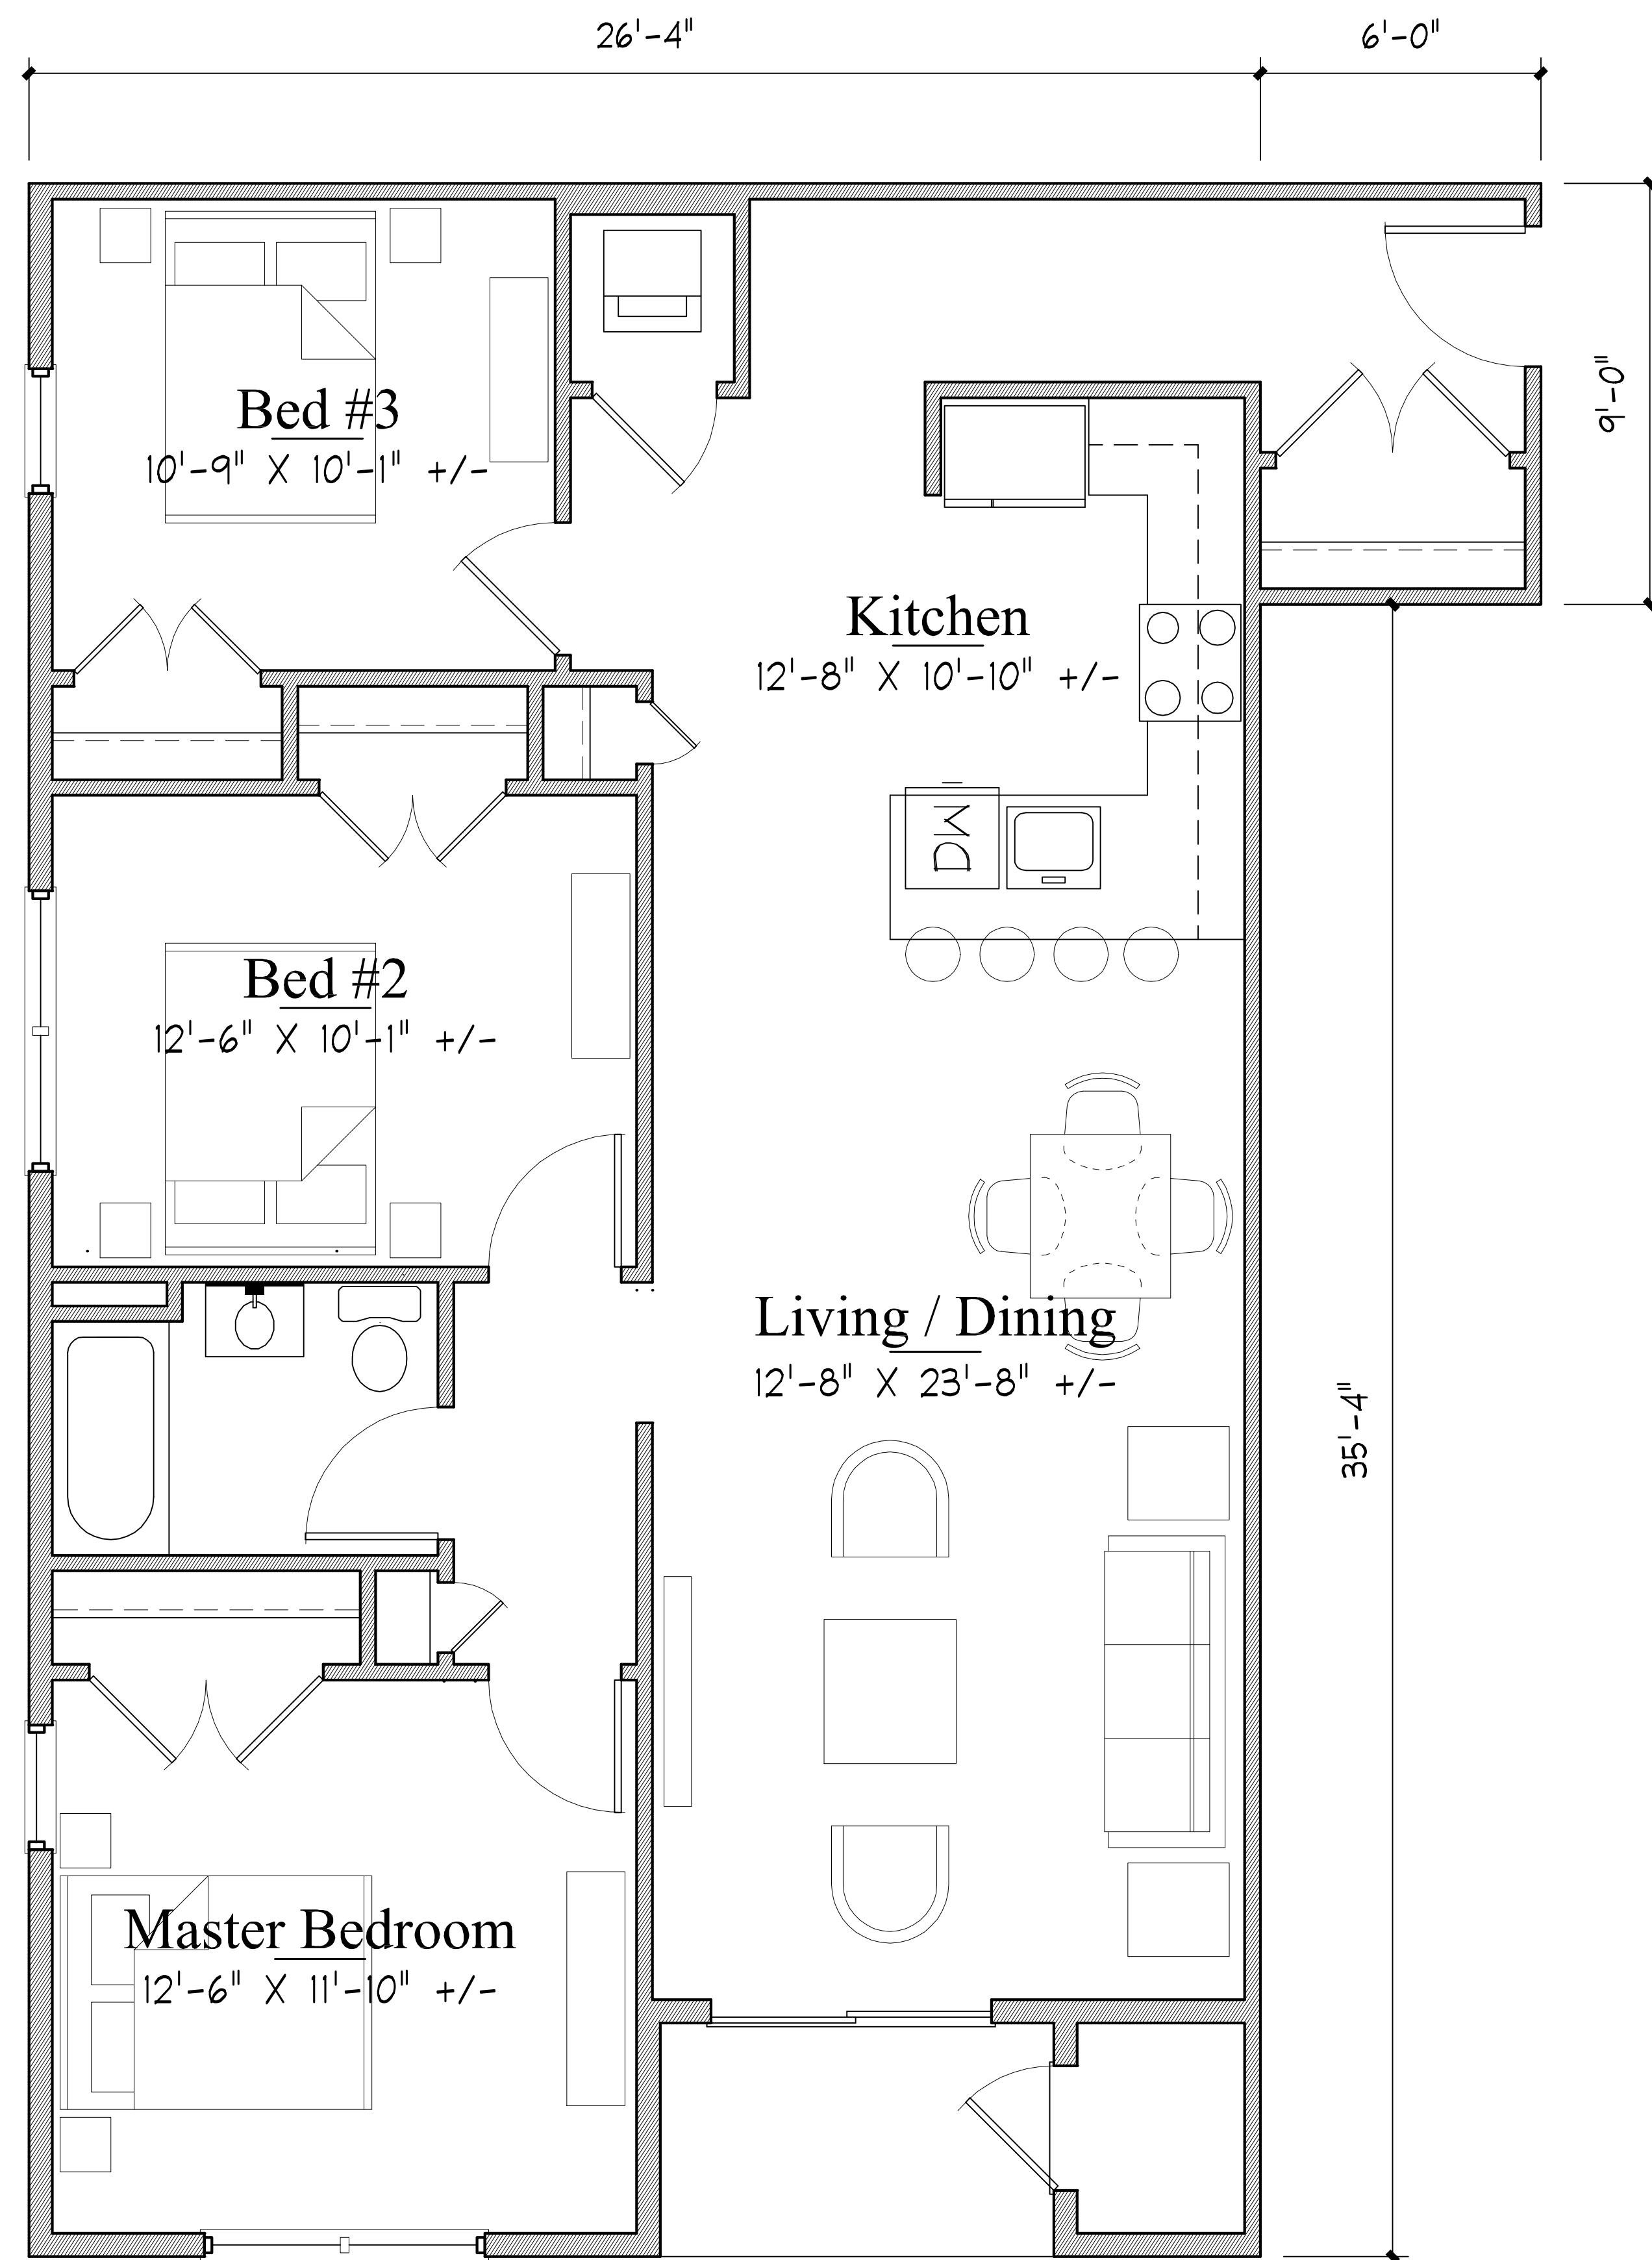 26'-4"
6'-0"
9'-0"
Bed #3
10'-9" X 10'-1" +/-
Kitchen
12'-8" X 10'-10" +/-
DW
Bed #2
12'-6" X 10'-1" +/-
Living / Dining
12'-8" X 23'-8" +/-
35'-4"
Master Bedroom
12'-6" X 11'-10" +/-